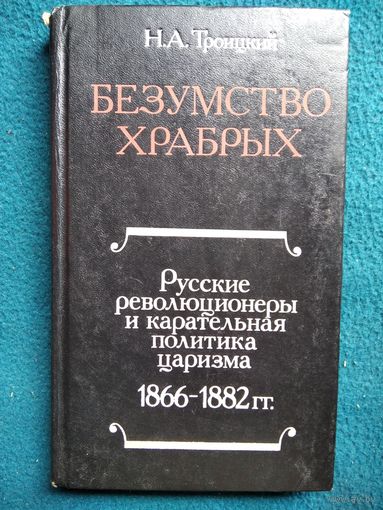 Н.А. Троицкий
БЕЗУМСТВО
ХРАБРЫХ
Русские
революционеры
и карательная
политика
царизма
1866-1882 гг.